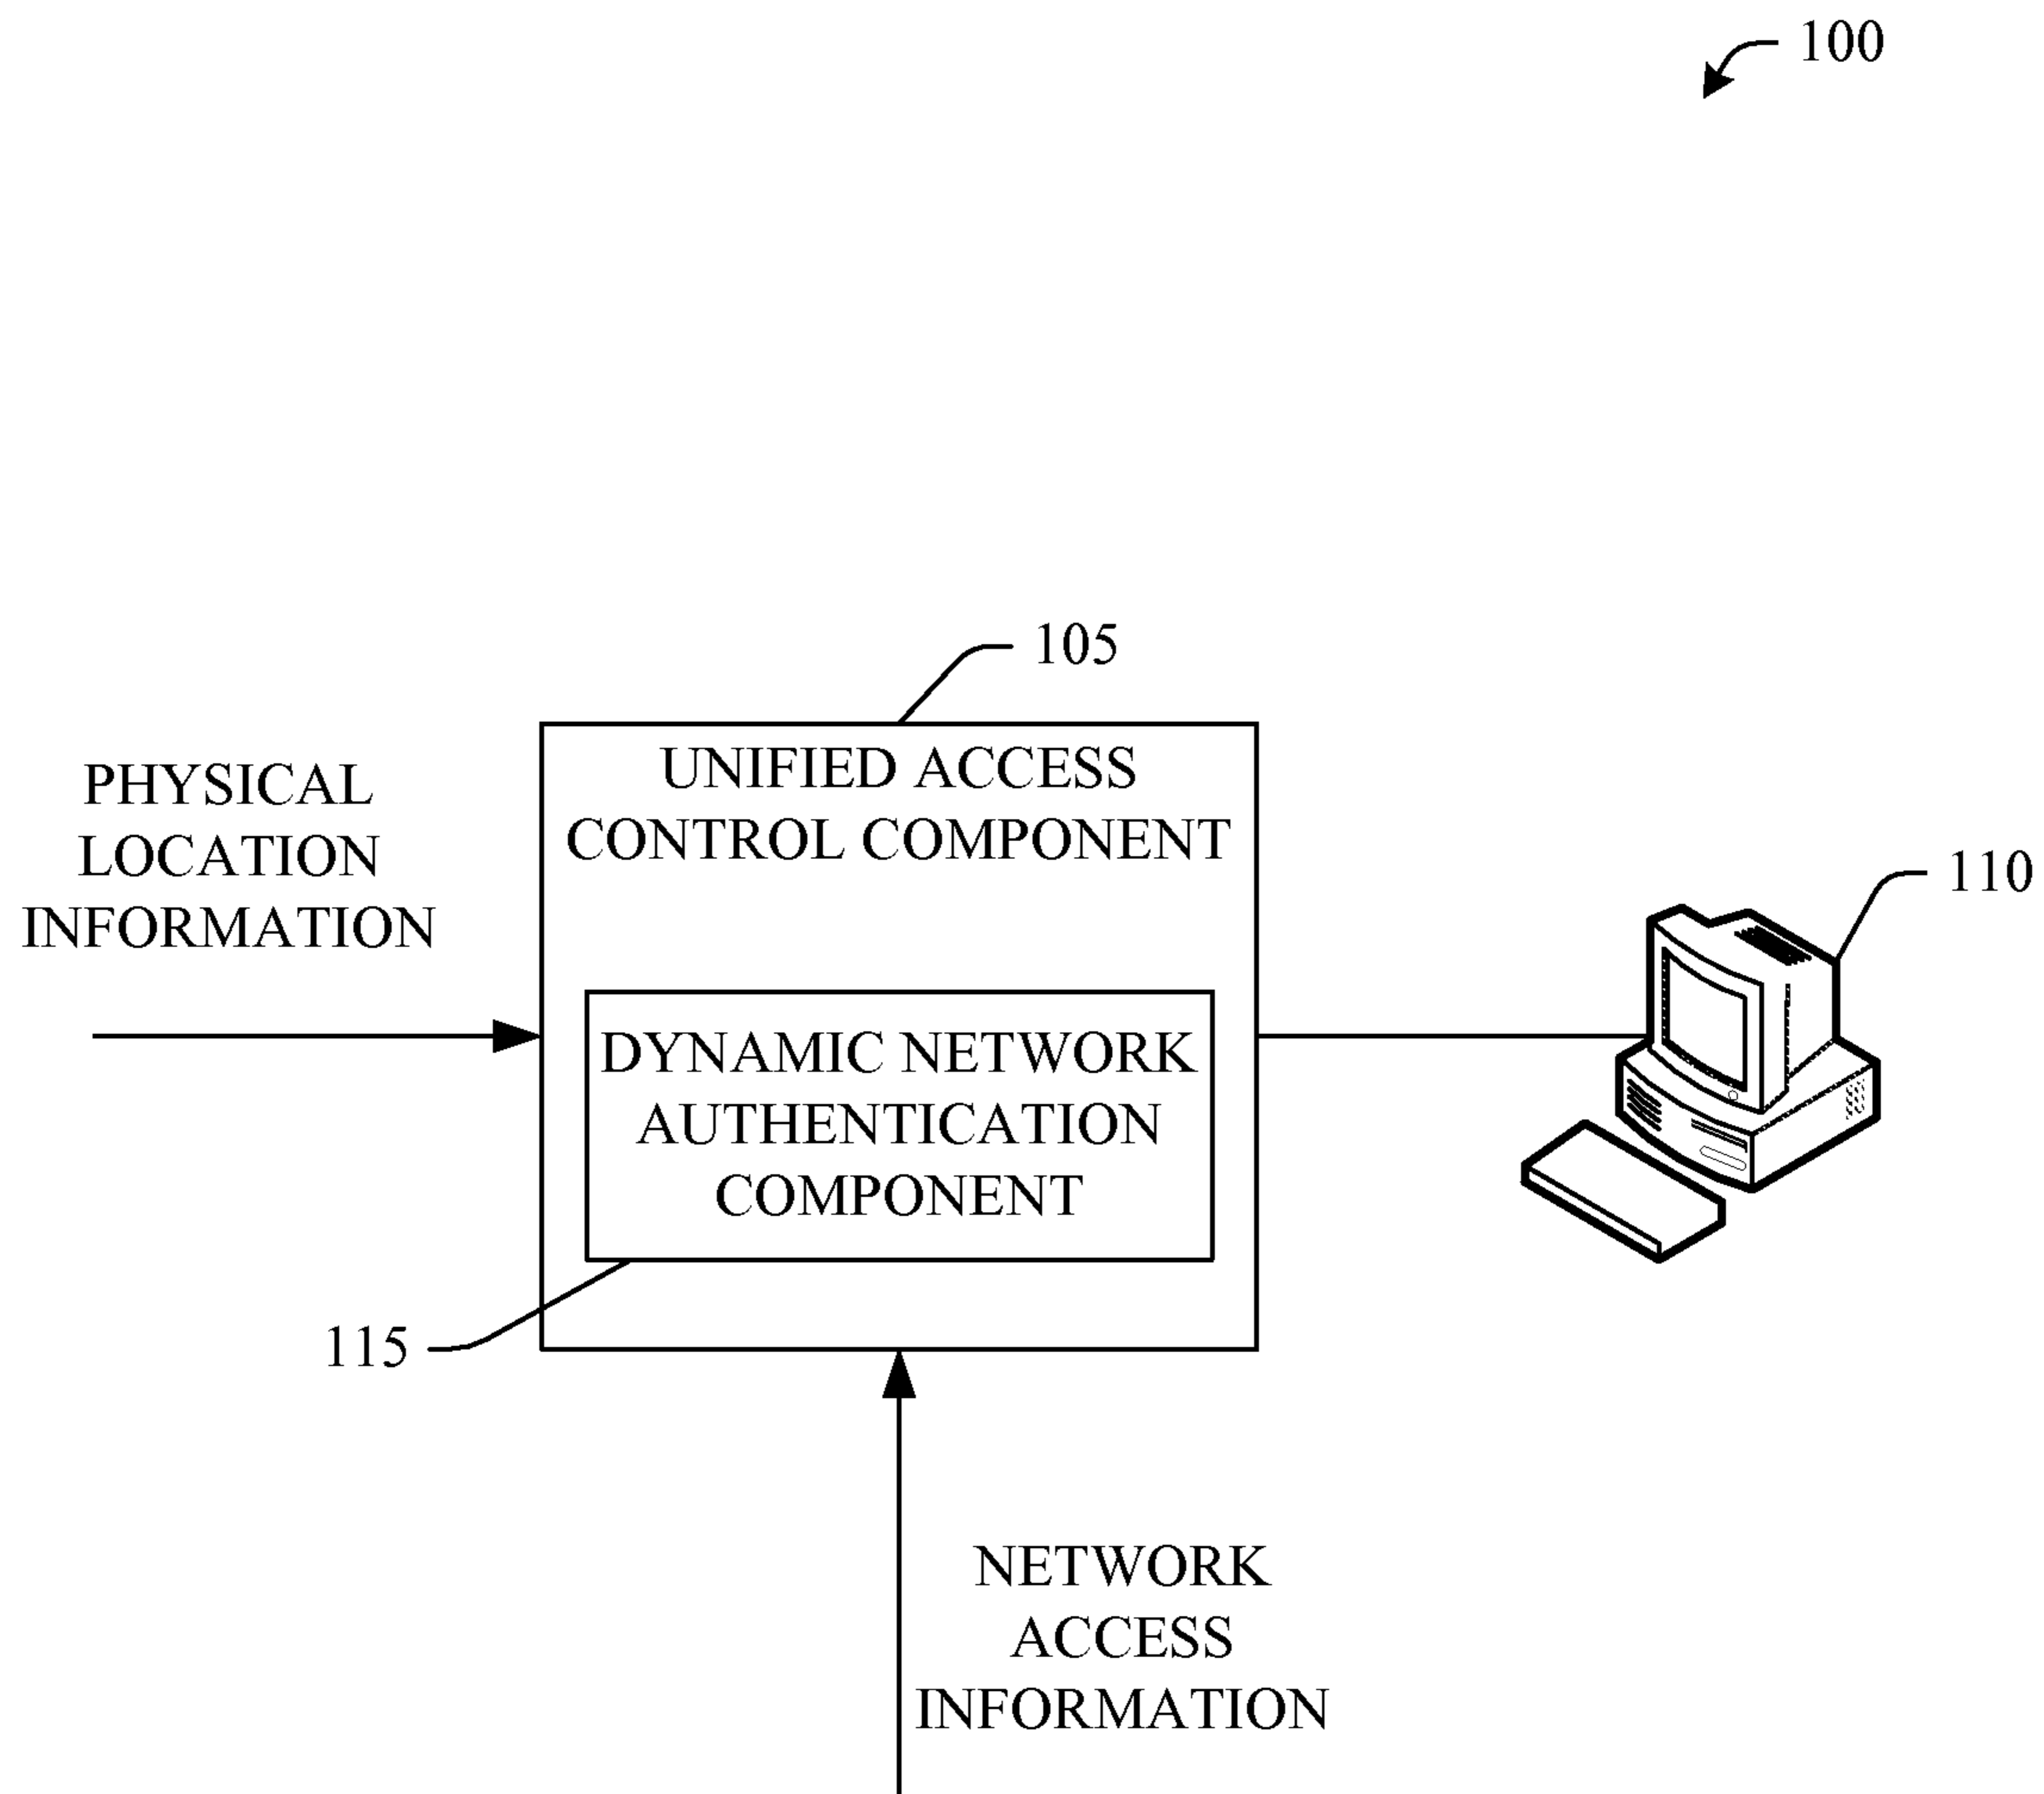 100
105
UNIFIED ACCESS
CONTROL COMPONENT
PHYSICAL
LOCATION
INFORMATION
110
DYNAMIC NETWORK
AUTHENTICATION
COMPONENT
115
NETWORK
ACCESS
INFORMATION